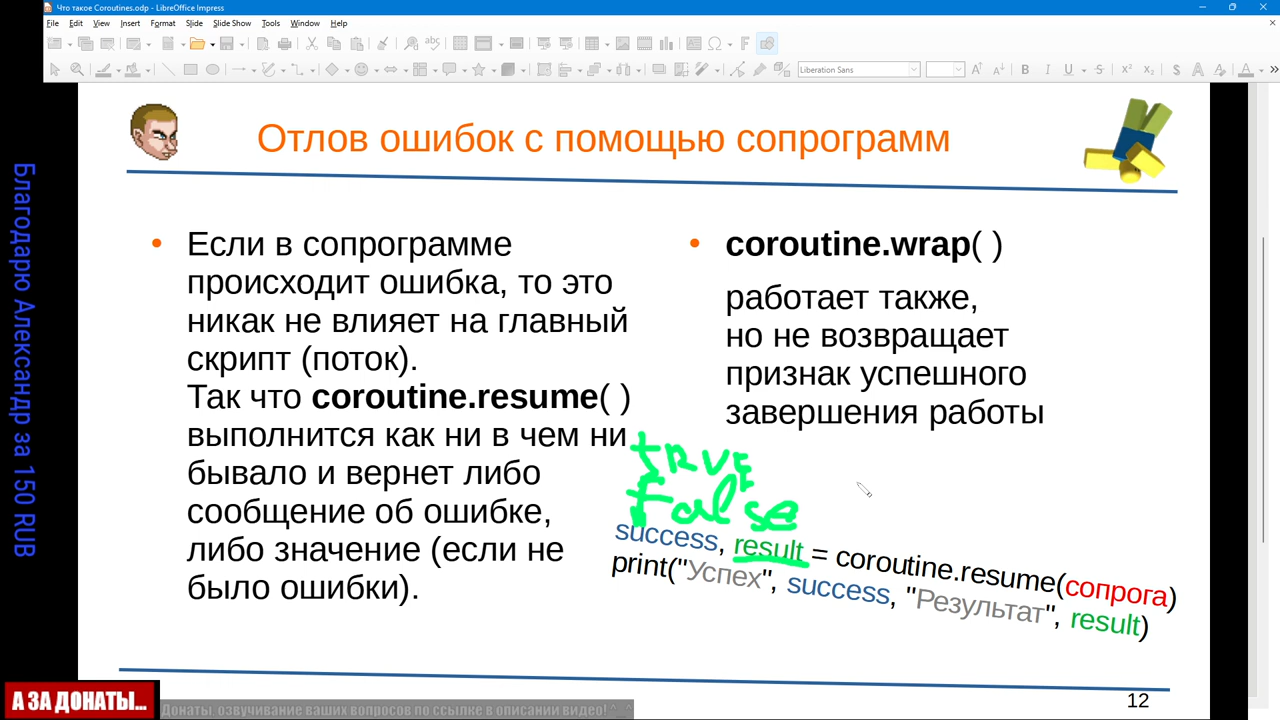 Что такое Coroutines.odp - LibreOffice Impress
File Edit View Insert Format Slide Slide Show Tools Window Help
Liberation Sans
Отлов ошибок с помощью сопрограмм
Если в сопрограмме
происходит ошибка, то это
никак не влияет на главный
скрипт (поток).
Так что coroutine.resume( )
выполнится как ни в чем ни
бывало и вернет либо
сообщение об ошибке,
либо значение (если не
было ошибки).
coroutine.wrap( )
работает также,
но не возвращает
признак успешного
завершения работы
true
False
success, result = coroutine.resume(сопрога)
print("Успех", success, "Результат", result)
12
Благодарю Александр за 150 RUB
А ЗА ДОНАТЫ...
Донаты, озвучивание ваших вопросов по ссылке в описании видео! ^_^